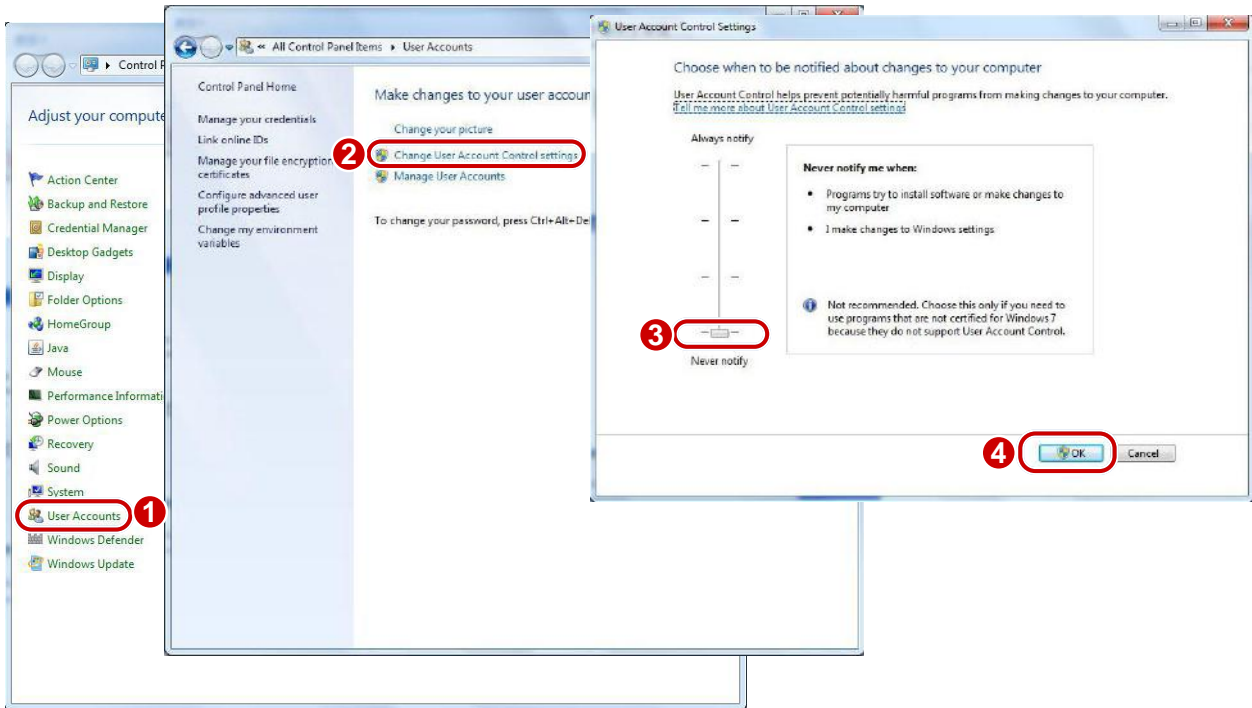 Control P
Adjust your compute
Action Center
Backup and Restore
Credential Manager
Desktop Gadgets
Display
Folder Options
HomeGroup
Java
Mouse
Performance Informati
Power Options
Recovery
Sound
System
User Accounts
1
Windows Defender
Windows Update
« All Control Panel Items ▸ User Accounts
Control Panel Home
Manage your credentials
Link online IDs
Manage your file encryption
certificates
Configure advanced user
profile properties
Change my environment
variables
Make changes to your user accoun
Change your picture
2
Change User Account Control settings
Manage User Accounts
To change your password, press Ctrl+Alt+De
User Account Control Settings
Choose when to be notified about changes to your computer
User Account Control helps prevent potentially harmful programs from making changes to your computer.
Tell me more about User Account Control settings
Always notify
Never notify me when:
• Programs try to install software or make changes to
my computer
• I make changes to Windows settings
Not recommended. Choose this only if you need to
use programs that are not certified for Windows 7
because they do not support User Account Control.
3
Never notify
4
OK
Cancel